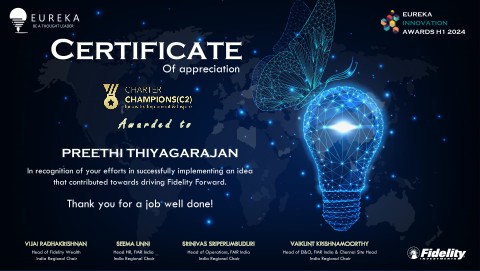 EUREKA
BE A THOUGHT LEADER
EUREKA
INNOVATION
AWARDS H1 2024
CERTIFICATE
Of appreciation
CHARTER
CHAMPIONS(C2)
Awarded to
PREETHI THIYAGARAJAN
In recognition of your efforts in successfully implementing an idea
that contributed towards driving Fidelity Forward.
Thank you for a job well done!
VIJAI RADHAKRISHNAN
Head of Fidelity Wealth
India Regional Chair
SEEMA UNNI
Head HR, FMR India
India Regional Chair
SRINIVAS SRIPERUMBUDURI
Head of Operations, FMR India
India Regional Chair
VAIKUNT KRISHNAMOORTHY
Head of D&O, FMR India & Chennai Site Head
India Regional Chair
Fidelity
INVESTMENTS